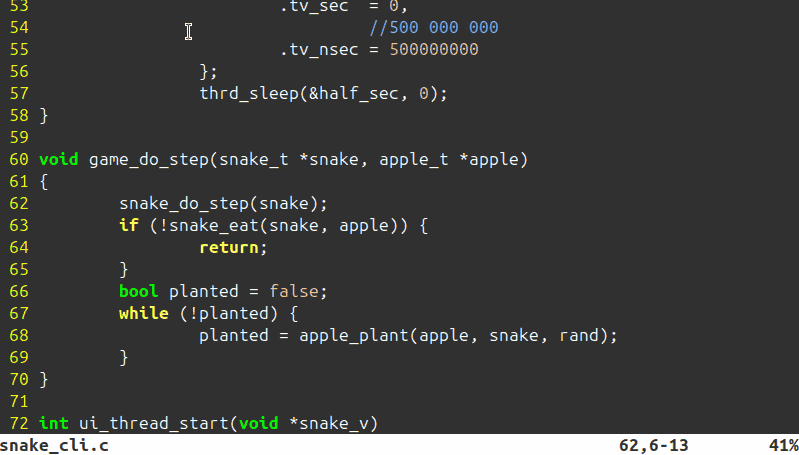 53                         .tv_sec  = 0,
54                                  //500 000 000
55                         .tv_nsec = 500000000
56                 };
57                 thrd_sleep(&half_sec, 0);
58 }
59
60 void game_do_step(snake_t *snake, apple_t *apple)
61 {
62         snake_do_step(snake);
63         if (!snake_eat(snake, apple)) {
64                 return;
65         }
66         bool planted = false;
67         while (!planted) {
68                 planted = apple_plant(apple, snake, rand);
69         }
70 }
71
72 int ui_thread_start(void *snake_v)
snake_cli.c                                                   62,6-13        41%